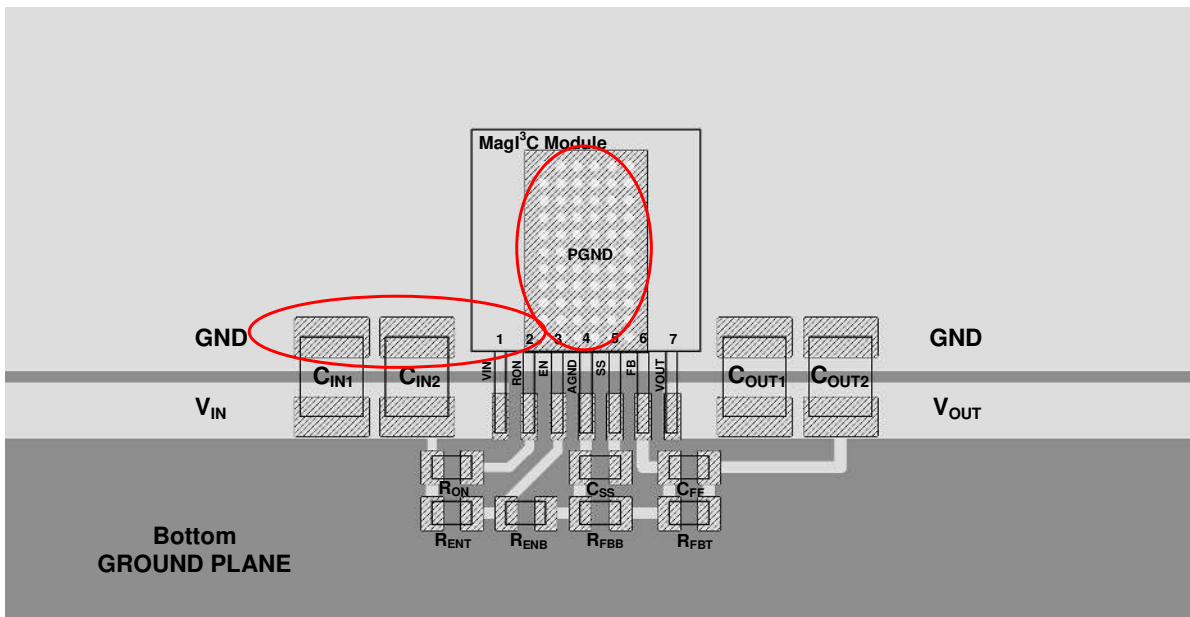 MagI³C Module
PGND
GND
1 2 3 4 5 6 7
GND
VIN
RON
EN
AGND
SS
FB
VOUT
CIN1
CIN2
COUT1
COUT2
VIN
VOUT
RON
CSS
CFF
RENT
RENB
RFBB
RFBT
Bottom
GROUND PLANE